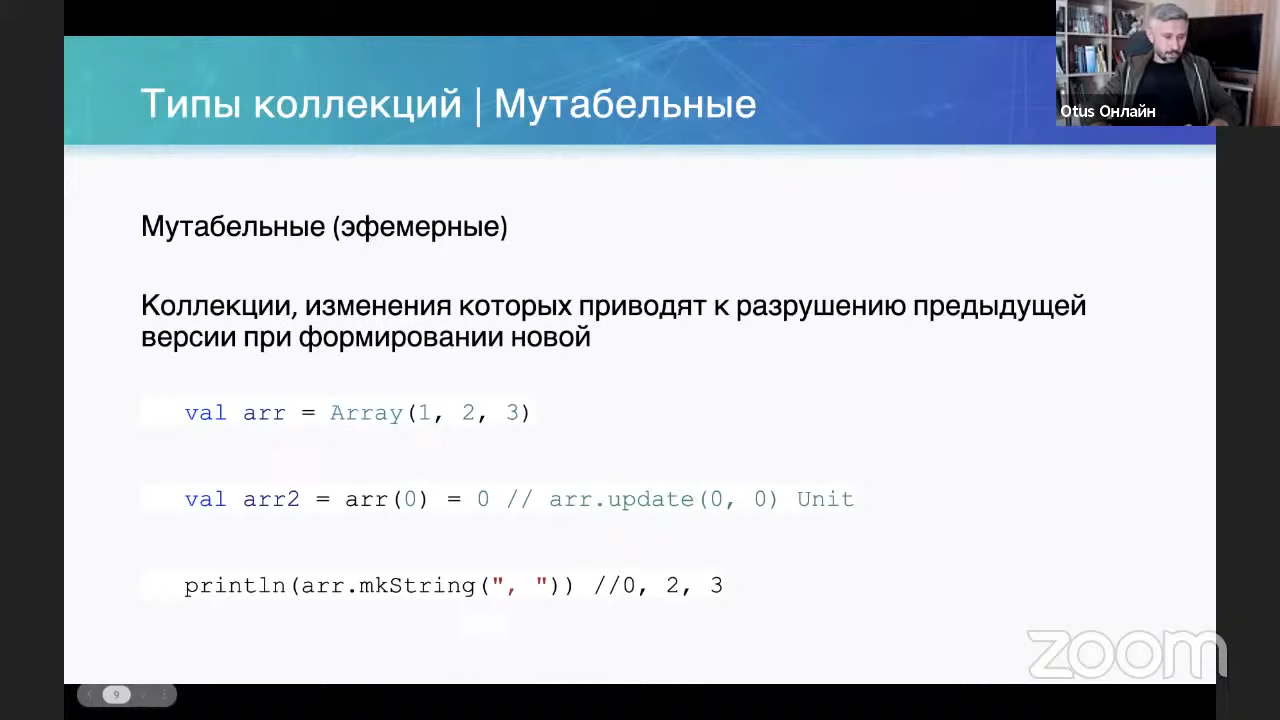 Типы коллекций | Мутабельные
Otus Онлайн
Мутабельные (эфемерные)
Коллекции, изменения которых приводят к разрушению предыдущей
версии при формировании новой
val arr = Array(1, 2, 3)
val arr2 = arr(0) = 0 // arr.update(0, 0) Unit
println(arr.mkString(", ")) //0, 2, 3
zoom
9